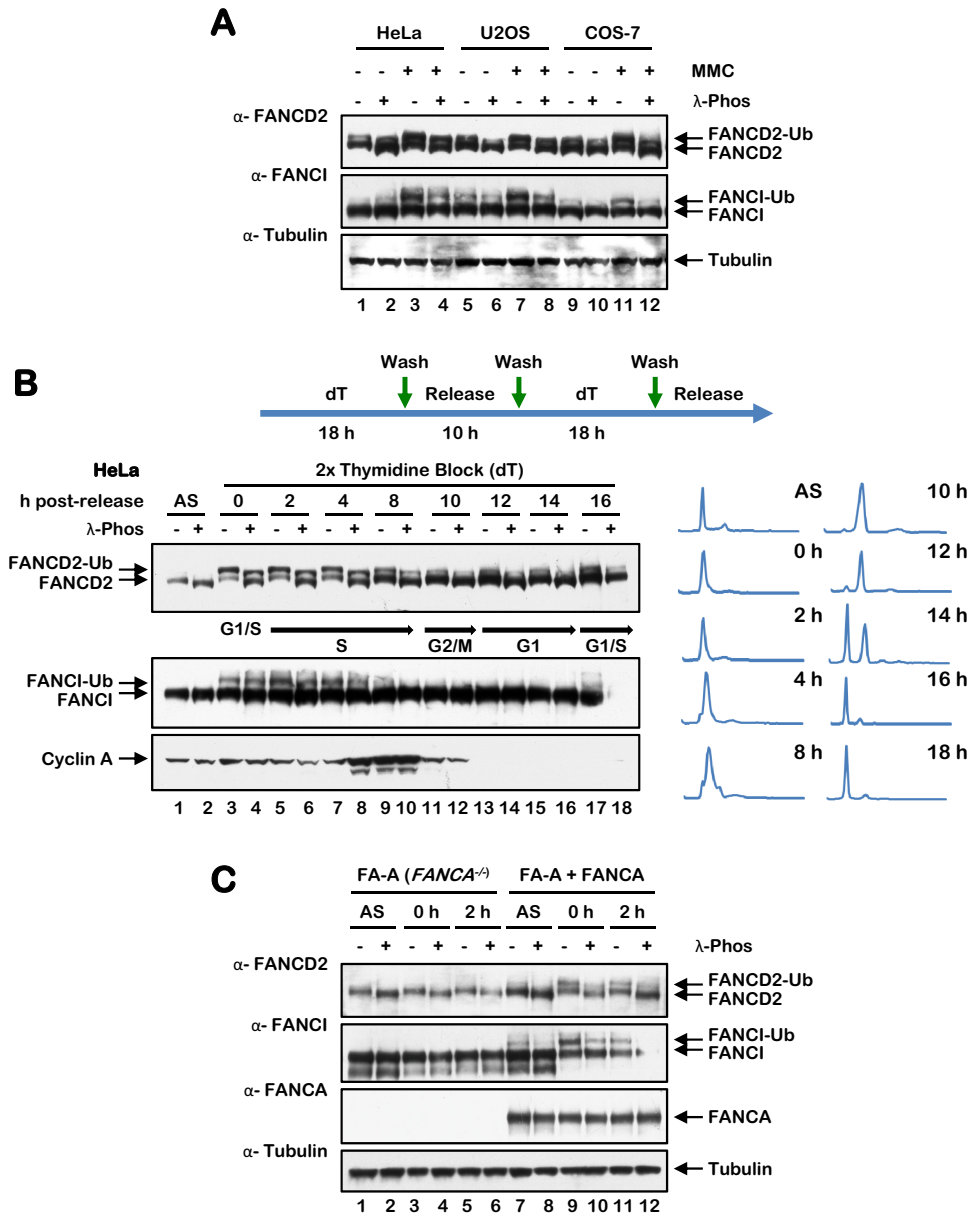 A
HeLa U2OS COS-7
- - + + - - + + - - + + MMC
- + - + - + - + - + - + λ-Phos
α- FANCD2
FANCD2-Ub
FANCD2
α- FANCI
FANCI-Ub
FANCI
α- Tubulin
Tubulin
1 2 3 4 5 6 7 8 9 10 11 12
B
Wash Wash Wash
dT Release dT Release
18 h 10 h 18 h
HeLa 2x Thymidine Block (dT)
h post-release AS 0 2 4 8 10 12 14 16
λ-Phos - + - + - + - + - + - + - + - + - +
FANCD2-Ub
FANCD2
G1/S S G2/M G1 G1/S
FANCI-Ub
FANCI
Cyclin A
1 2 3 4 5 6 7 8 9 10 11 12 13 14 15 16 17 18
AS 10 h
0 h 12 h
2 h 14 h
4 h 16 h
8 h 18 h
C
FA-A (FANCA-/-) FA-A + FANCA
AS 0 h 2 h AS 0 h 2 h
- + - + - + - + - + - + λ-Phos
α- FANCD2
FANCD2-Ub
FANCD2
α- FANCI
FANCI-Ub
FANCI
α- FANCA
FANCA
α- Tubulin
Tubulin
1 2 3 4 5 6 7 8 9 10 11 12